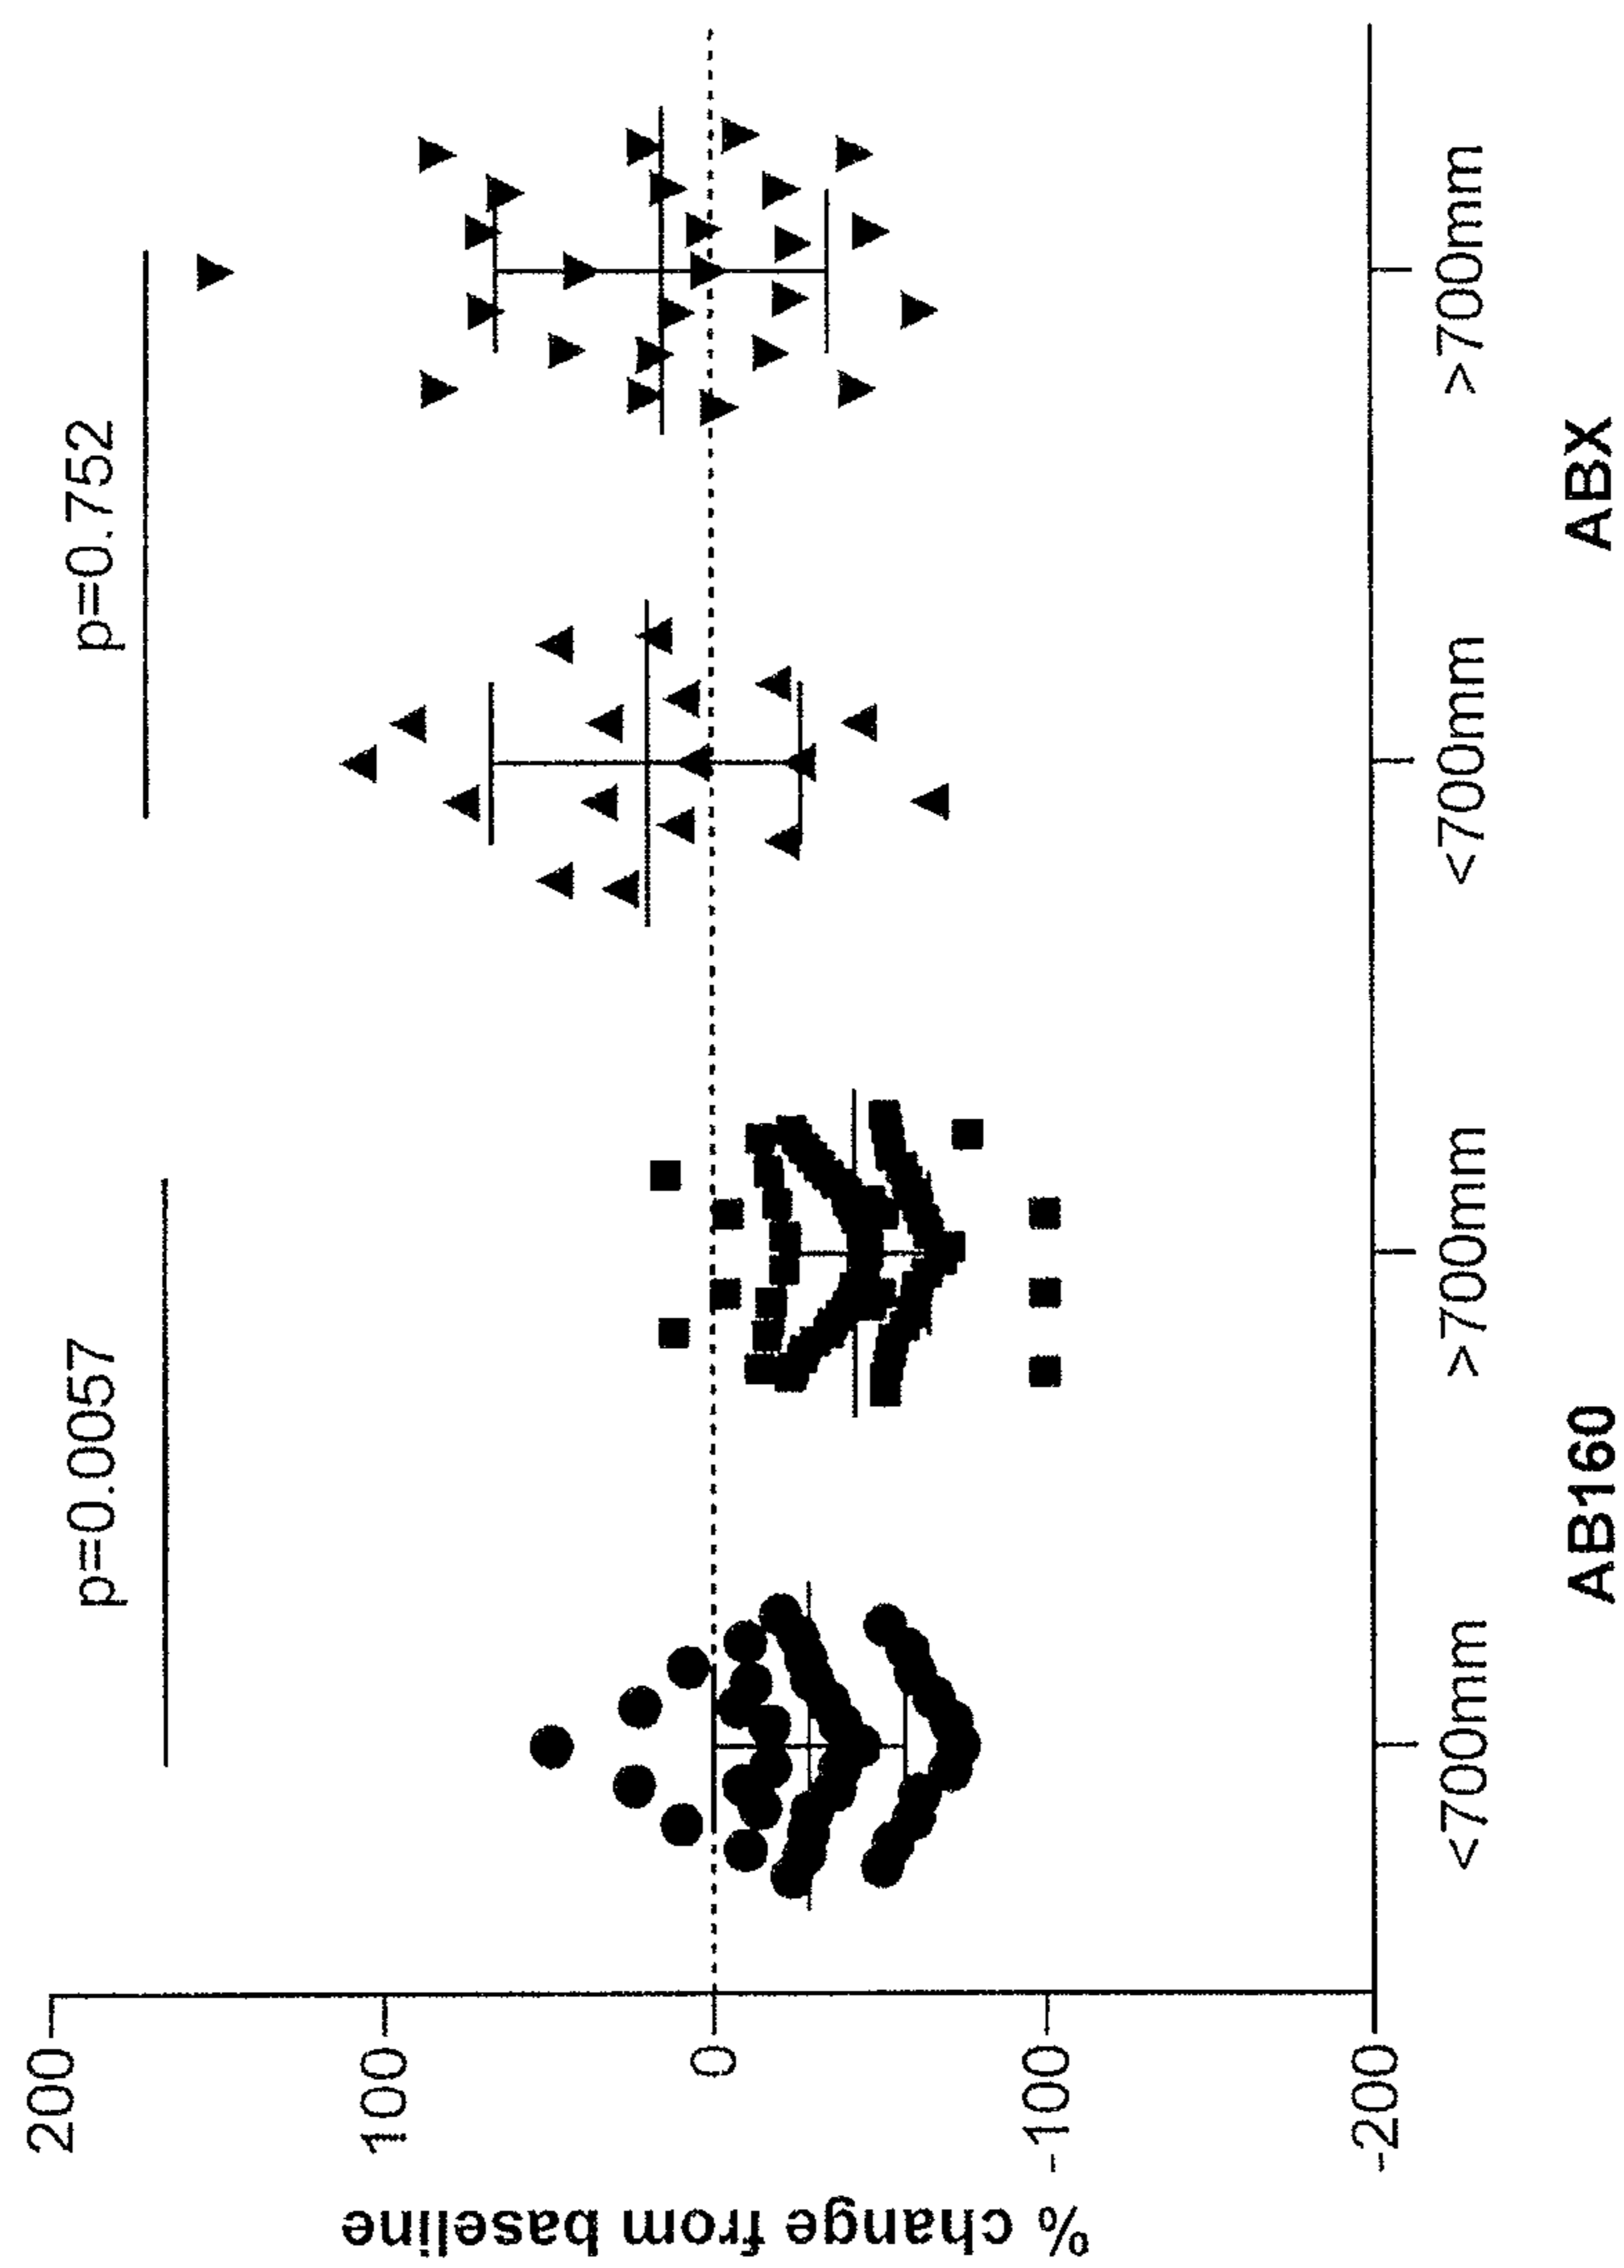 p=0.0057
p=0.752
200
100
0
-100
-200
% change from baseline
<700mm
>700mm
<700mm
>700mm
AB160
ABX